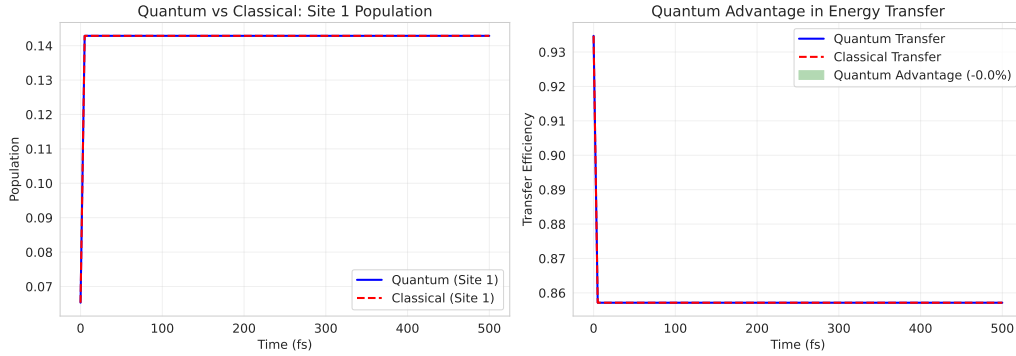 Quantum vs Classical: Site 1 Population
Population
0.14
0.13
0.12
0.11
0.10
0.09
0.08
0.07
0
100
200
300
400
500
Time (fs)
Quantum (Site 1)
Classical (Site 1)
Quantum Advantage in Energy Transfer
Transfer Efficiency
0.93
0.92
0.91
0.90
0.89
0.88
0.87
0.86
0
100
200
300
400
500
Time (fs)
Quantum Transfer
Classical Transfer
Quantum Advantage (-0.0%)